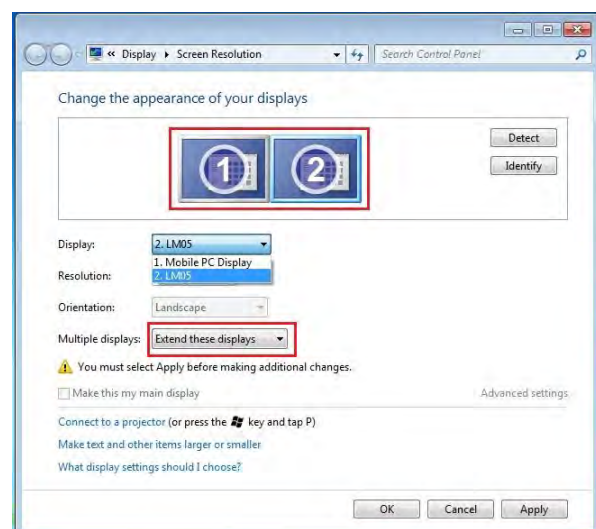 « Display ▸ Screen Resolution Search Control Panel
Change the appearance of your displays
1 2
Detect
Identify
Display: 2. LM05
1. Mobile PC Display
Resolution: 2. LM05
Orientation: Landscape
Multiple displays: Extend these displays
You must select Apply before making additional changes.
Make this my main display Advanced settings
Connect to a projector (or press the key and tap P)
Make text and other items larger or smaller
What display settings should I choose?
OK Cancel Apply